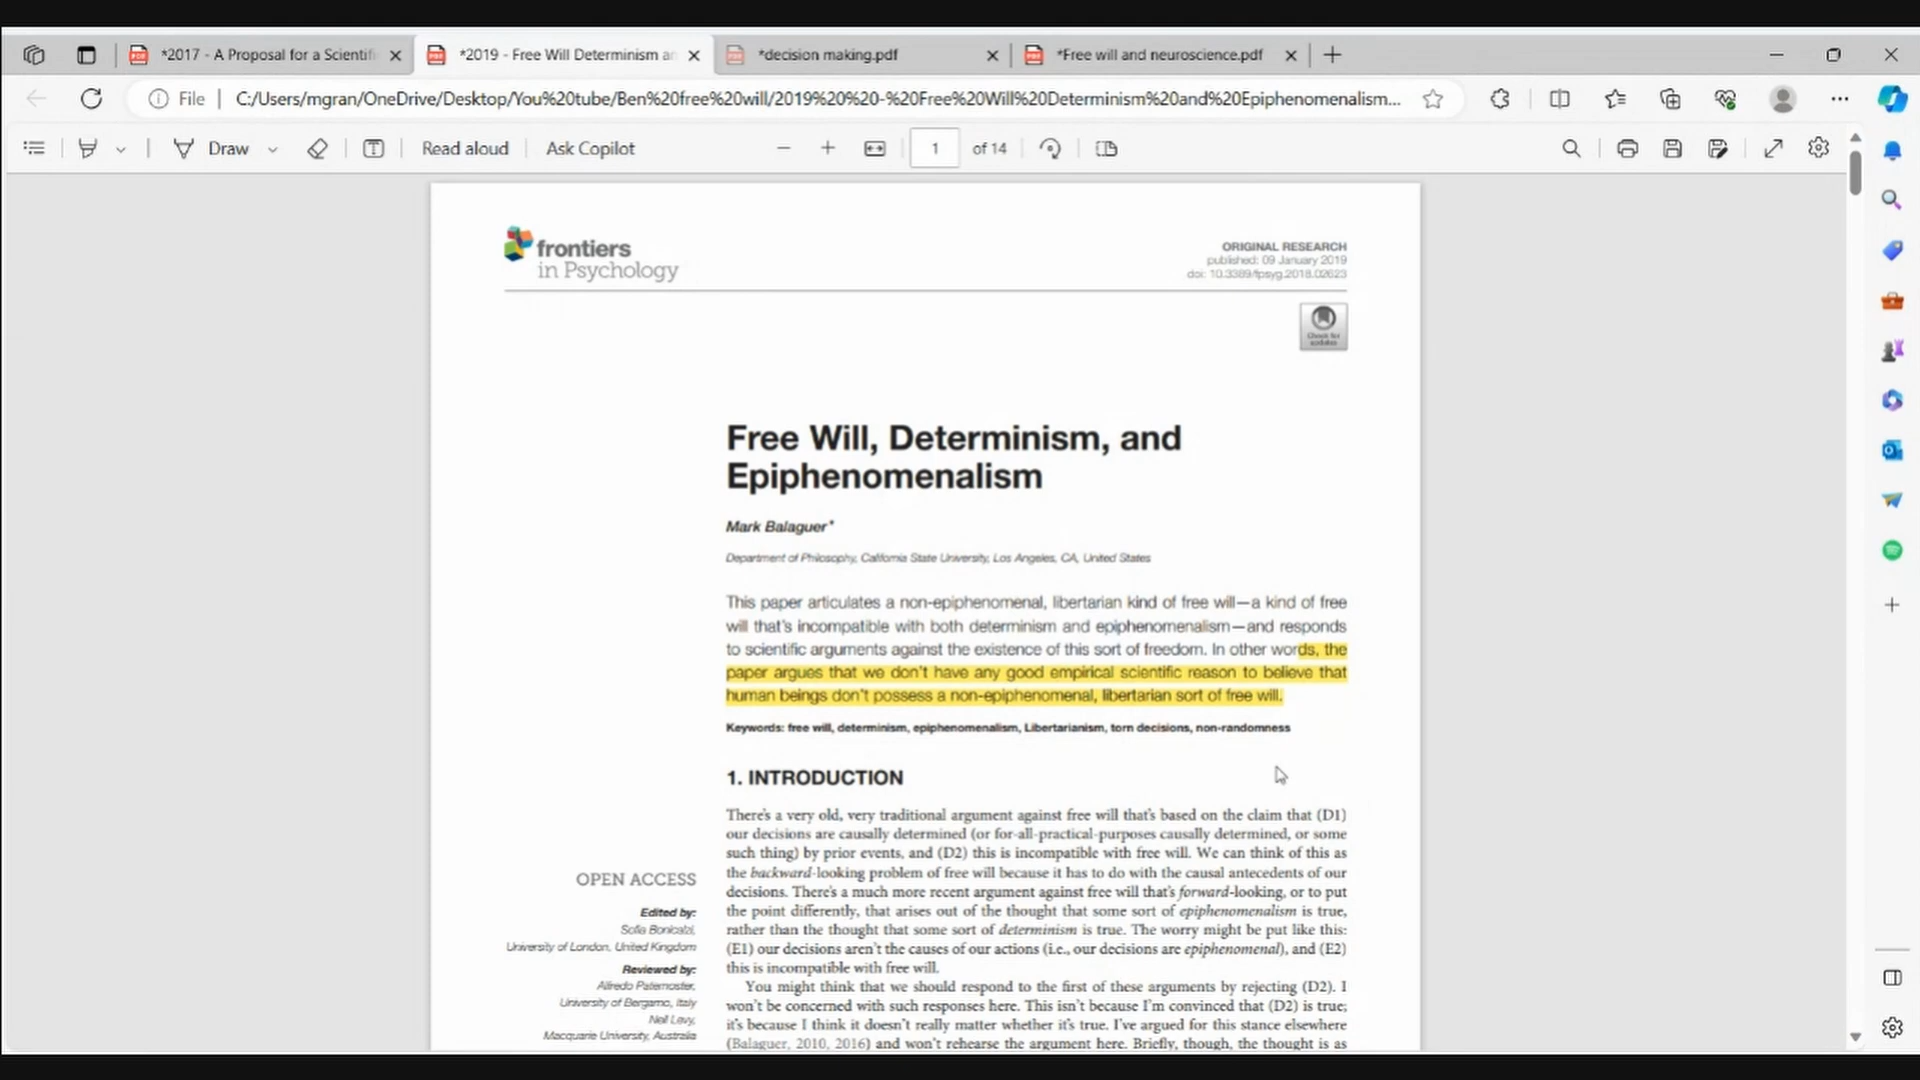 *2017 - A Proposal for a Scientifi
*2019 - Free Will Determinism an
*decision making.pdf
*Free will and neuroscience.pdf
File
C:/Users/mgran/OneDrive/Desktop/You%20tube/Ben%20free%20will/2019%20%20-%20Free%20Will%20Determinism%20and%20Epiphenomenalism...
Draw
Read aloud
Ask Copilot
1
of 14
frontiers
in Psychology
ORIGINAL RESEARCH
published: 09 January 2019
doi: 10.3389/fpsyg.2018.02623
Check for
updates
Free Will, Determinism, and
Epiphenomenalism
Mark Balaguer*
Department of Philosophy, California State University, Los Angeles, CA, United States
This paper articulates a non-epiphenomenal, libertarian kind of free will—a kind of free
will that's incompatible with both determinism and epiphenomenalism—and responds
to scientific arguments against the existence of this sort of freedom. In other words, the
paper argues that we don't have any good empirical scientific reason to believe that
human beings don't possess a non-epiphenomenal, libertarian sort of free will.
Keywords: free will, determinism, epiphenomenalism, Libertarianism, torn decisions, non-randomness
1. INTRODUCTION
There's a very old, very traditional argument against free will that's based on the claim that (D1)
our decisions are causally determined (or for-all-practical-purposes causally determined, or some
such thing) by prior events, and (D2) this is incompatible with free will. We can think of this as
the backward-looking problem of free will because it has to do with the causal antecedents of our
decisions. There's a much more recent argument against free will that's forward-looking, or to put
the point differently, that arises out of the thought that some sort of epiphenomenalism is true,
rather than the thought that some sort of determinism is true. The worry might be put like this:
(E1) our decisions aren't the causes of our actions (i.e., our decisions are epiphenomenal), and (E2)
this is incompatible with free will.
You might think that we should respond to the first of these arguments by rejecting (D2). I
won't be concerned with such responses here. This isn't because I'm convinced that (D2) is true;
it's because I think it doesn't really matter whether it's true. I've argued for this stance elsewhere
(Balaguer, 2010, 2016) and won't rehearse the argument here. Briefly, though, the thought is as
OPEN ACCESS
Edited by:
Sofia Bonicalzi,
University of London, United Kingdom
Reviewed by:
Alfredo Paternoster,
University of Bergamo, Italy
Neil Levy,
Macquarie University, Australia